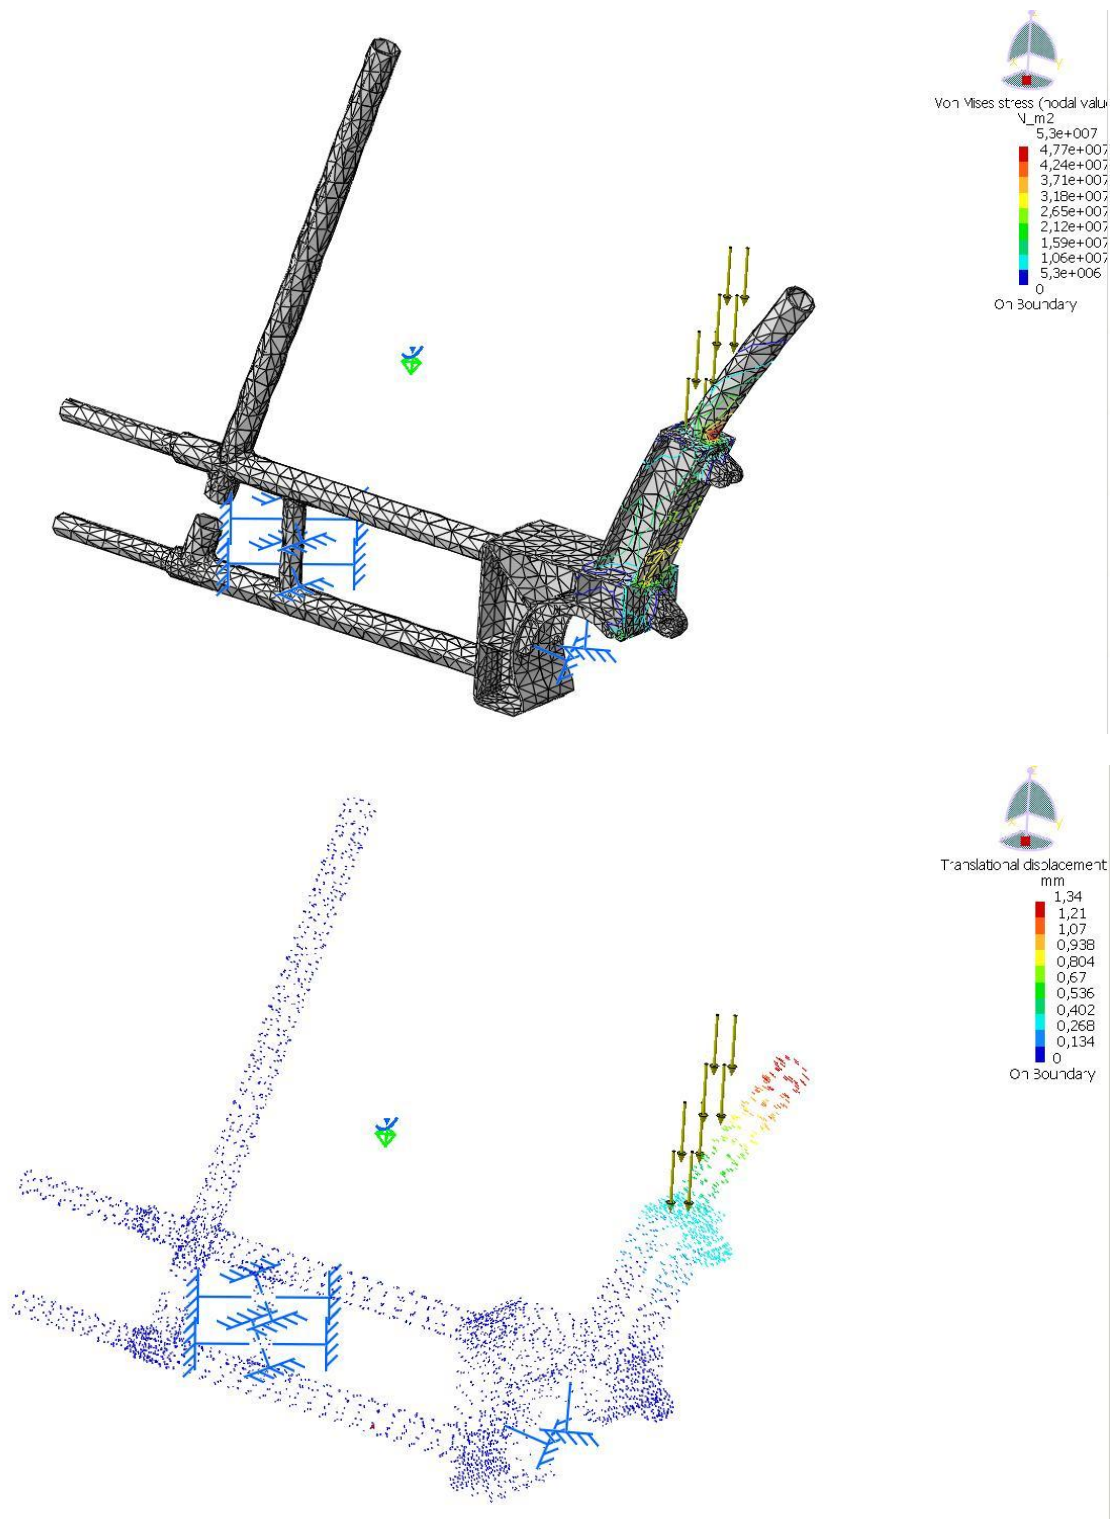 Von Mises stress (nodal valu
N_m2
5,3e+007
4,77e+007
4,24e+007
3,71e+007
3,18e+007
2,65e+007
2,12e+007
1,59e+007
1,06e+007
5,3e+006
0
On Boundary
Translational displacement
mm
1,34
1,21
1,07
0,938
0,804
0,67
0,536
0,402
0,268
0,134
0
On Boundary